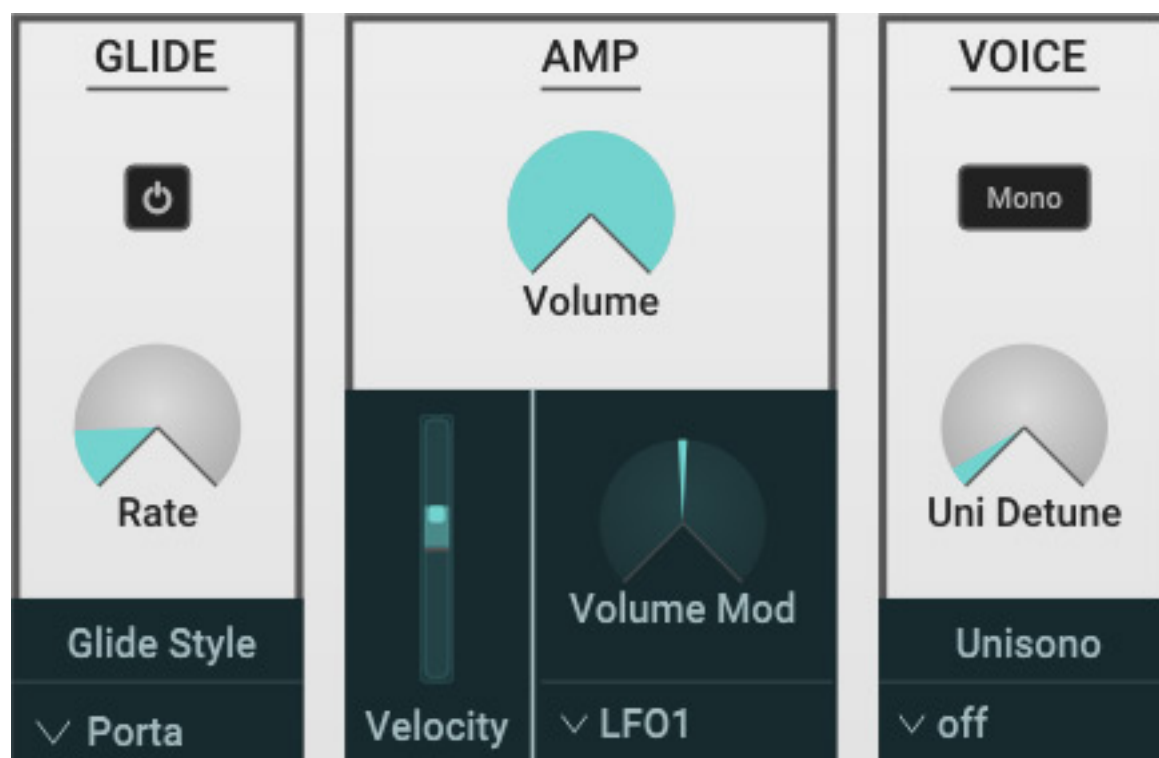 GLIDE
Rate
Glide Style
Porta
AMP
Volume
Velocity
Volume Mod
LFO1
VOICE
Mono
Uni Detune
Unisono
off